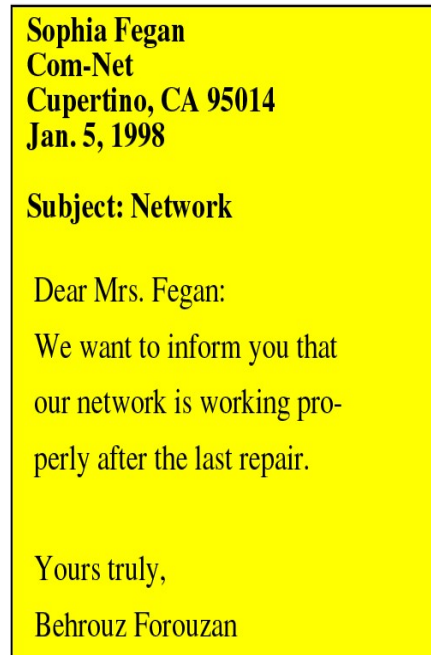 Sophia Fegan
Com-Net
Cupertino, CA 95014
Jan. 5, 1998
Subject: Network
Dear Mrs. Fegan:
We want to inform you that
our network is working pro-
perly after the last repair.
Yours truly,
Behrouz Forouzan